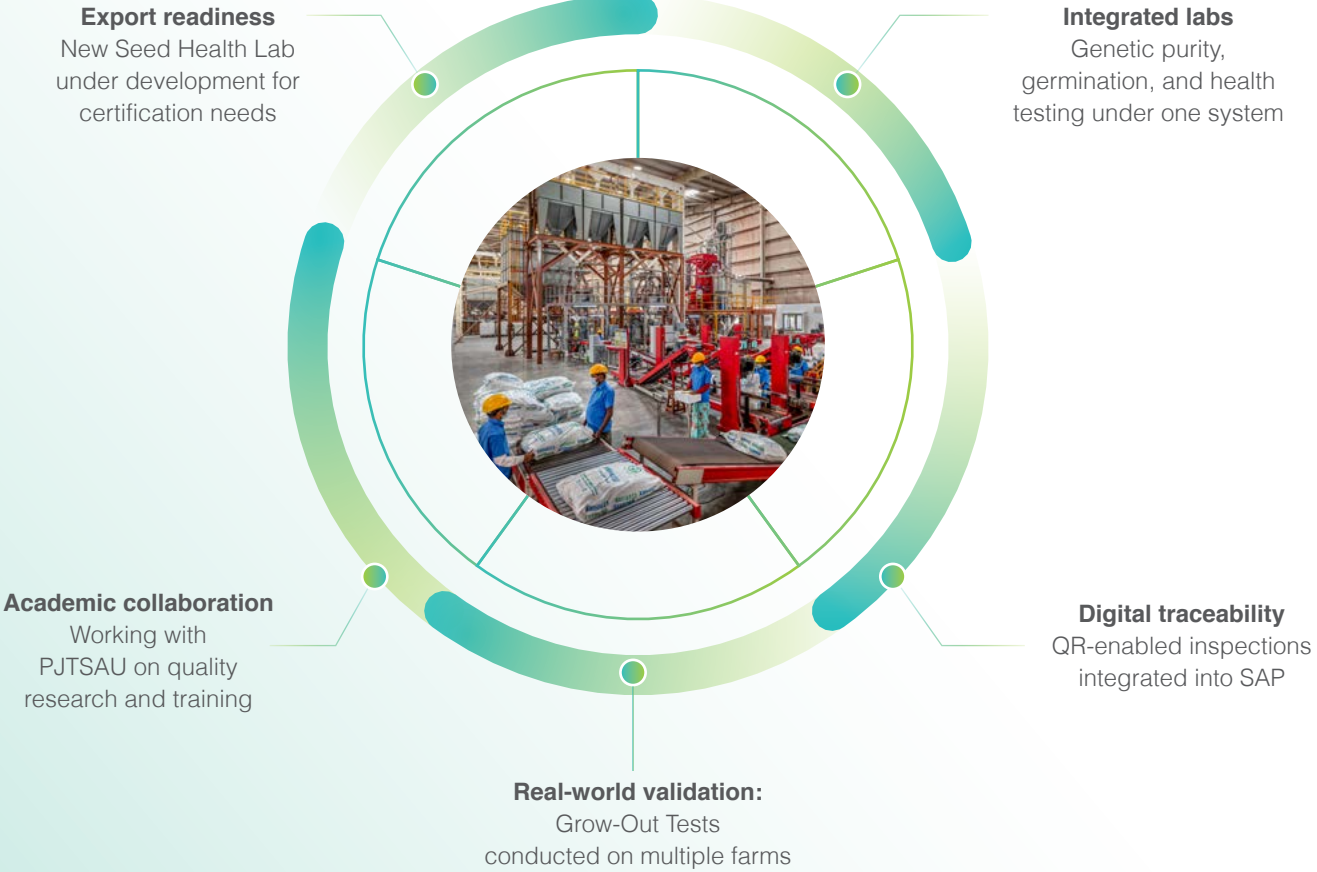 Export readiness
New Seed Health Lab
under development for
certification needs
Integrated labs
Genetic purity,
germination, and health
testing under one system
Academic collaboration
Working with
PJTSAU on quality
research and training
Digital traceability
QR-enabled inspections
integrated into SAP
Real-world validation:
Grow-Out Tests
conducted on multiple farms